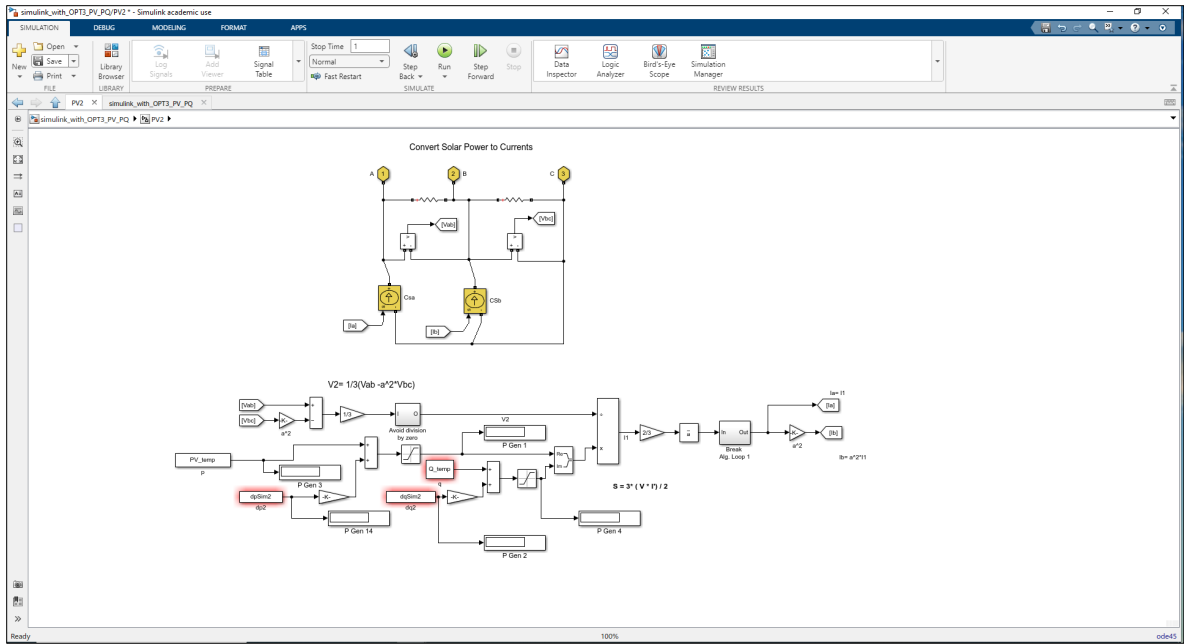 simulink_with_OPT3_PV_PQ/PV2 * - Simulink academic use
SIMULATION DEBUG MODELING FORMAT APPS
New
Open
Save
Print
FILE
Library Browser
LIBRARY
Log Signals
Add Viewer
Signal Table
PREPARE
Stop Time 1
Normal
Fast Restart
Step Back
Run
Step Forward
Stop
SIMULATE
Data Inspector
Logic Analyzer
Bird's-Eye Scope
Simulation Manager
REVIEW RESULTS
PV2 simulink_with_OPT3_PV_PQ
simulink_with_OPT3_PV_PQ PV2
Convert Solar Power to Currents
A 1 2 B C 3
[Vab] [Vbc]
v + - v + -
Csa CSb
[Ia] [Ib]
V2= 1/3(Vab -a^2*Vbc)
[Vab]
[Vbc]
-K-
a^2
1/3
I O
Avoid division
by zero
V2
P Gen 1
I1
2/3
In Out
Break
Alg. Loop 1
-K-
a^2
Ia= I1
[Ia]
[Ib]
Ib= a^2*I1
PV_temp
p
P Gen 3
Re
Im
Q_temp
q
S = 3* ( V * I') / 2
dpSim2
dp2
-K-
dqSim2
dq2
-K-
P Gen 14
P Gen 4
P Gen 2
Ready 100% ode45